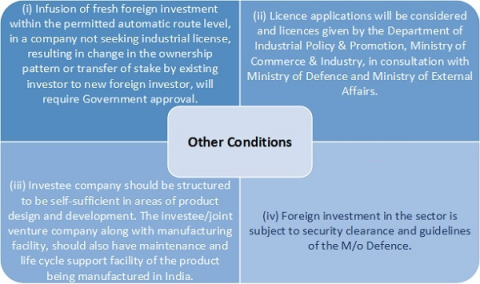 (i) Infusion of fresh foreign investment
within the permitted automatic route level,
in a company not seeking industrial license,
resulting in change in the ownership
pattern or transfer of stake by existing
investor to new foreign investor, will
require Government approval.
(ii) Licence applications will be considered
and licences given by the Department of
Industrial Policy & Promotion, Ministry of
Commerce & Industry, in consultation with
Ministry of Defence and Ministry of External
Affairs.
Other Conditions
(iii) Investee company should be structured
to be self-sufficient in areas of product
design and development. The investee/joint
venture company along with manufacturing
facility, should also have maintenance and
life cycle support facility of the product
being manufactured in India.
(iv) Foreign investment in the sector is
subject to security clearance and guidelines
of the M/o Defence.